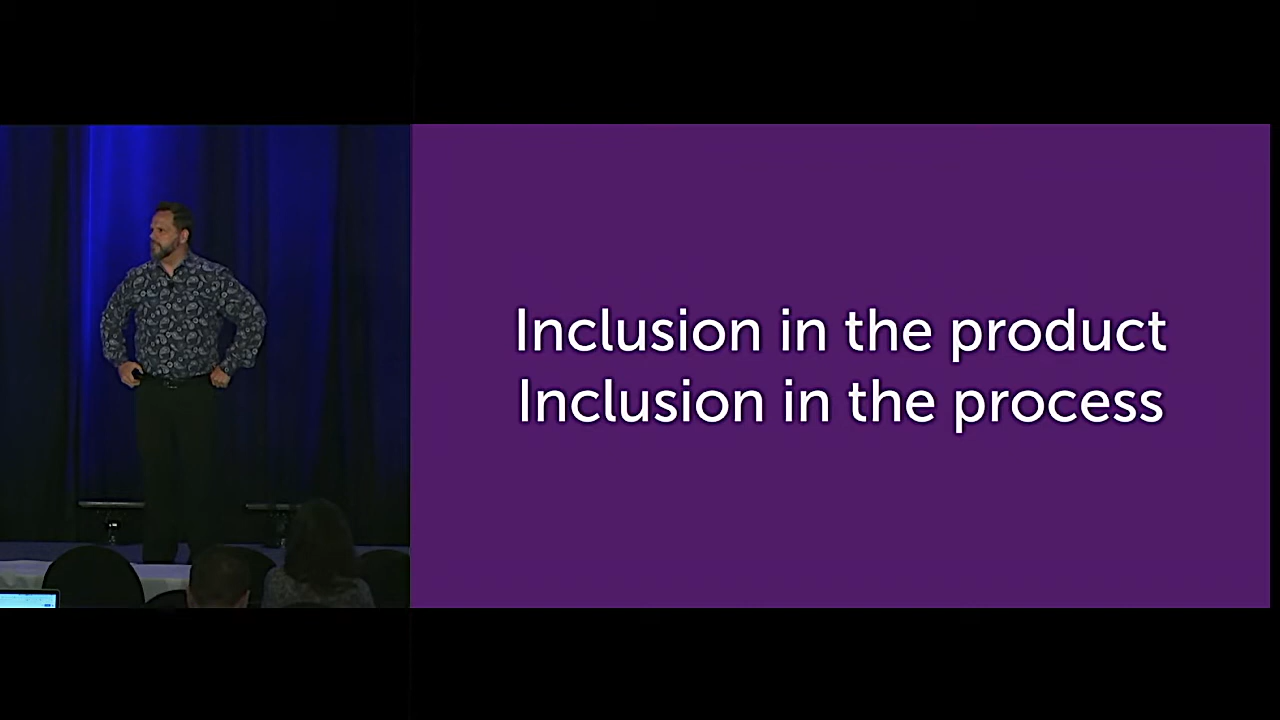 Inclusion in the product
Inclusion in the process